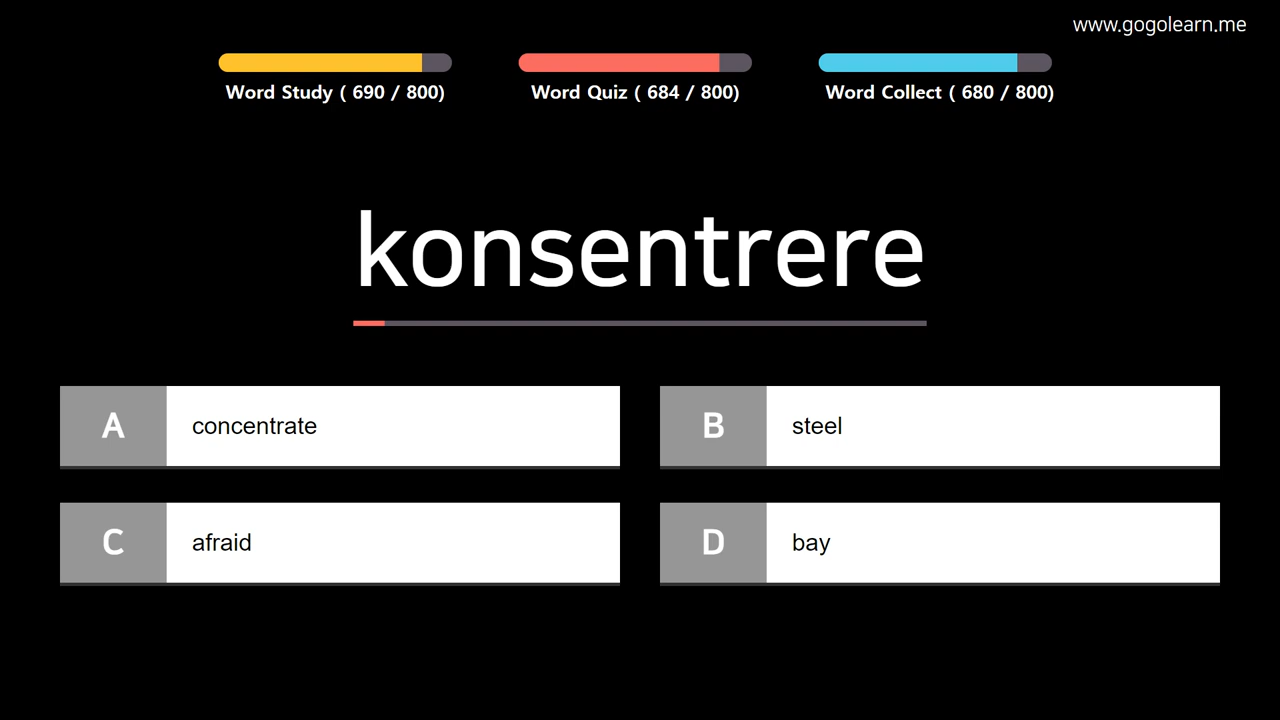 www.gogolearn.me
Word Study ( 690 / 800)
Word Quiz ( 684 / 800)
Word Collect ( 680 / 800)
konsentrere
A
concentrate
B
steel
C
afraid
D
bay